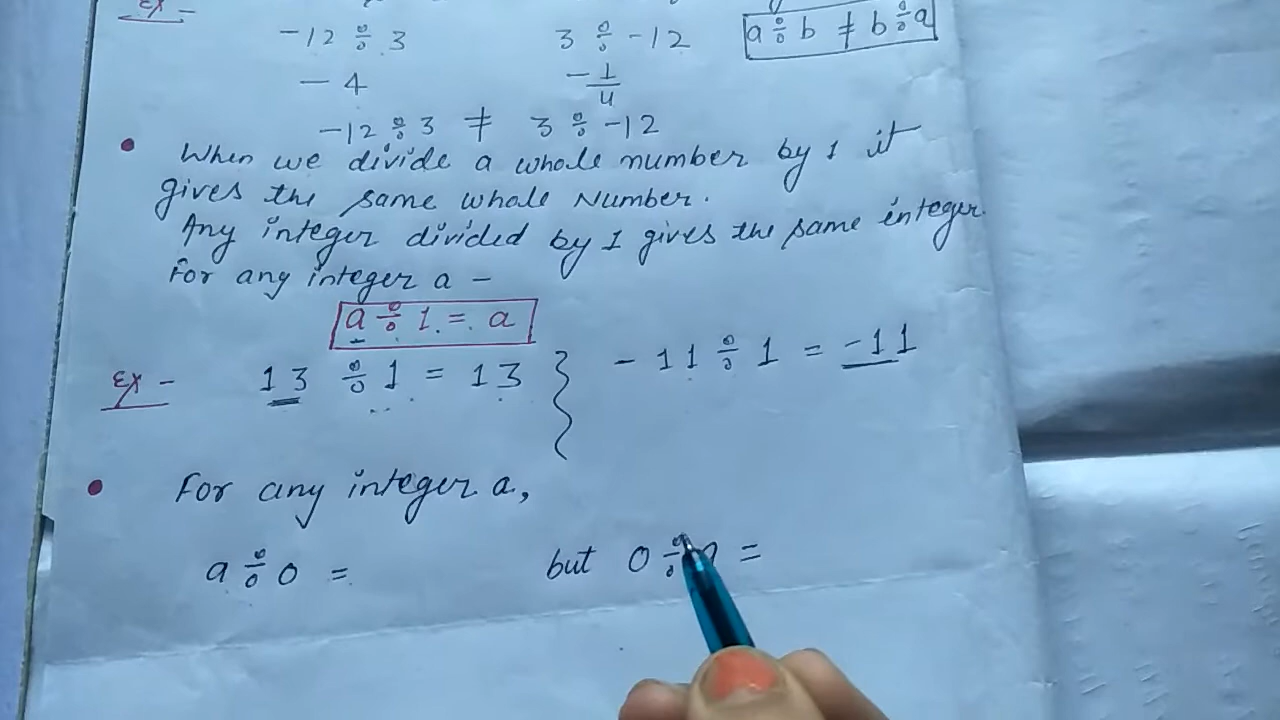 Ex -
-12 ÷ 3 3 ÷ -12 a ÷ b ≠ b ÷ a
- 4 - 1/4
-12 ÷ 3 ≠ 3 ÷ -12
• When we divide a whole number by 1 it
gives the same whole Number.
Any integer divided by 1 gives the same integer.
For any integer a -
a ÷ 1 = a
Ex - 13 ÷ 1 = 13 } - 11 ÷ 1 = -11
• For any integer a,
a ÷ 0 = but 0 ÷ =